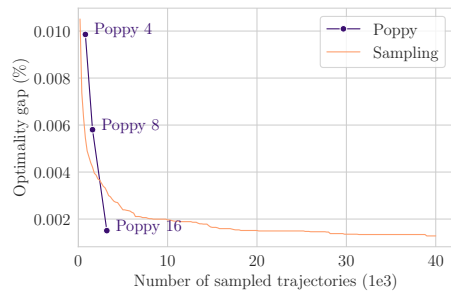 0.010
0.008
0.006
0.004
0.002
Optimality gap (%)
Poppy 4
Poppy 8
Poppy 16
Poppy
Sampling
0 10 20 30 40
Number of sampled trajectories (1e3)